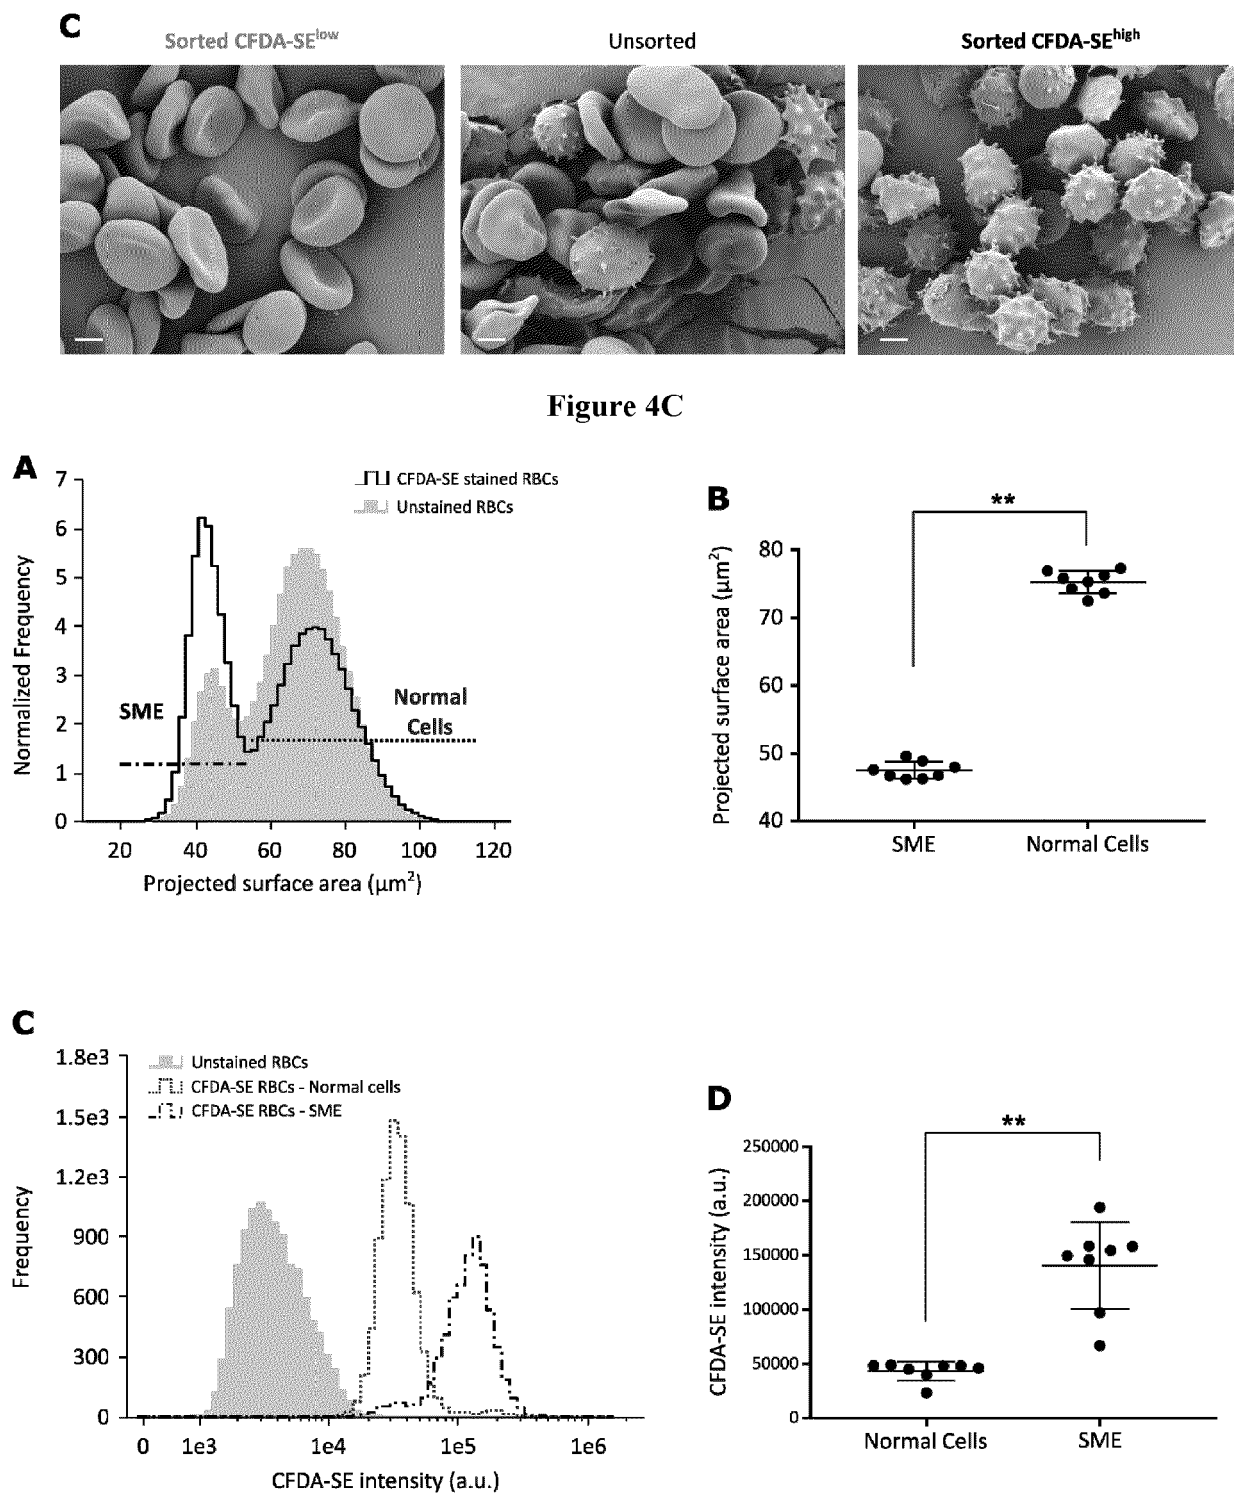 C
Sorted CFDA-SElow
Unsorted
Sorted CFDA-SEhigh
Figure 4C
A
7
6
5
4
3
2
1
0
Normalized Frequency
CFDA-SE stained RBCs
Unstained RBCs
SME
Normal
Cells
20 40 60 80 100 120
Projected surface area (µm²)
B
**
80
70
60
50
40
Projected surface area (µm²)
SME Normal Cells
C
1.8e3
1.5e3
1.2e3
900
600
300
0
Frequency
Unstained RBCs
CFDA-SE RBCs - Normal cells
CFDA-SE RBCs - SME
0 1e3 1e4 1e5 1e6
CFDA-SE intensity (a.u.)
D
**
250000
200000
150000
100000
50000
0
CFDA-SE intensity (a.u.)
Normal Cells SME